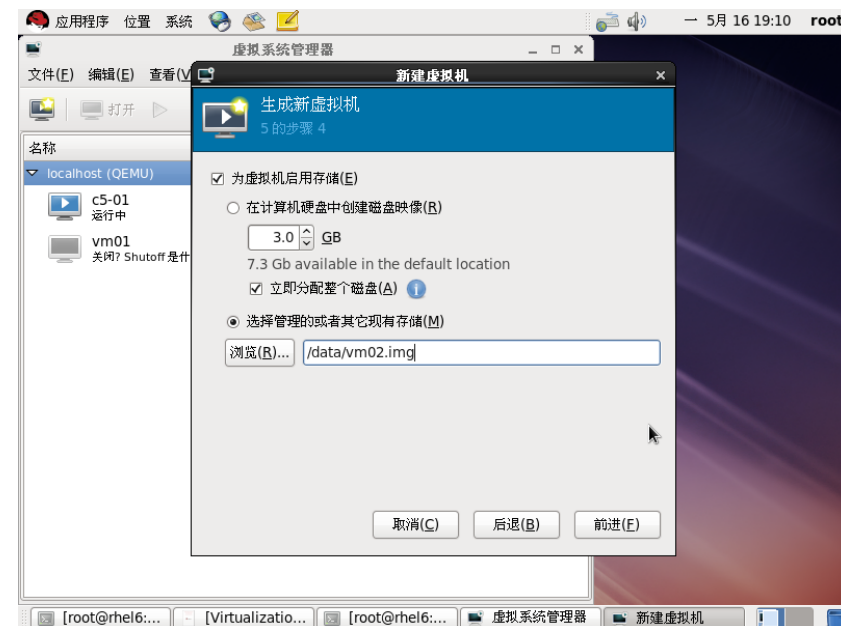 应用程序 位置 系统 一 5月 16 19:10 root
虚拟系统管理器
文件(F) 编辑(E) 查看(V
新建虚拟机
打开
生成新虚拟机
5 的步骤 4
名称
localhost (QEMU)
c5-01
运行中
vm01
关闭? Shutoff 是什
为虚拟机启用存储(E)
在计算机硬盘中创建磁盘映像(R)
3.0 GB
7.3 Gb available in the default location
立即分配整个磁盘(A)
选择管理的或者其它现有存储(M)
浏览(R)... /data/vm02.img
取消(C) 后退(B) 前进(F)
[root@rhel6:... [Virtualizatio... [root@rhel6:... 虚拟系统管理器 新建虚拟机